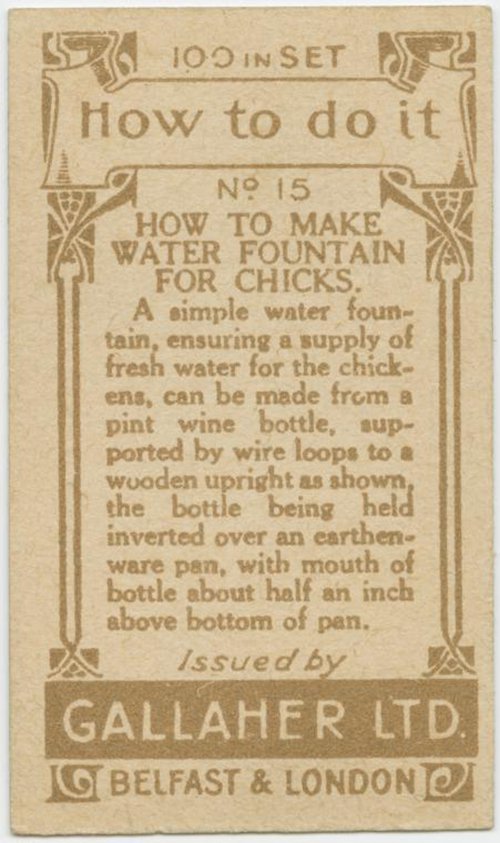 100 IN SET
How to do it
Nº 15
HOW TO MAKE
WATER FOUNTAIN
FOR CHICKS.
A simple water foun-
tain, ensuring a supply of
fresh water for the chick-
ens, can be made from a
pint wine bottle, sup-
ported by wire loops to a
wooden upright as shown,
the bottle being held
inverted over an earthen-
ware pan, with mouth of
bottle about half an inch
above bottom of pan.
Issued by
GALLAHER LTD.
BELFAST & LONDON